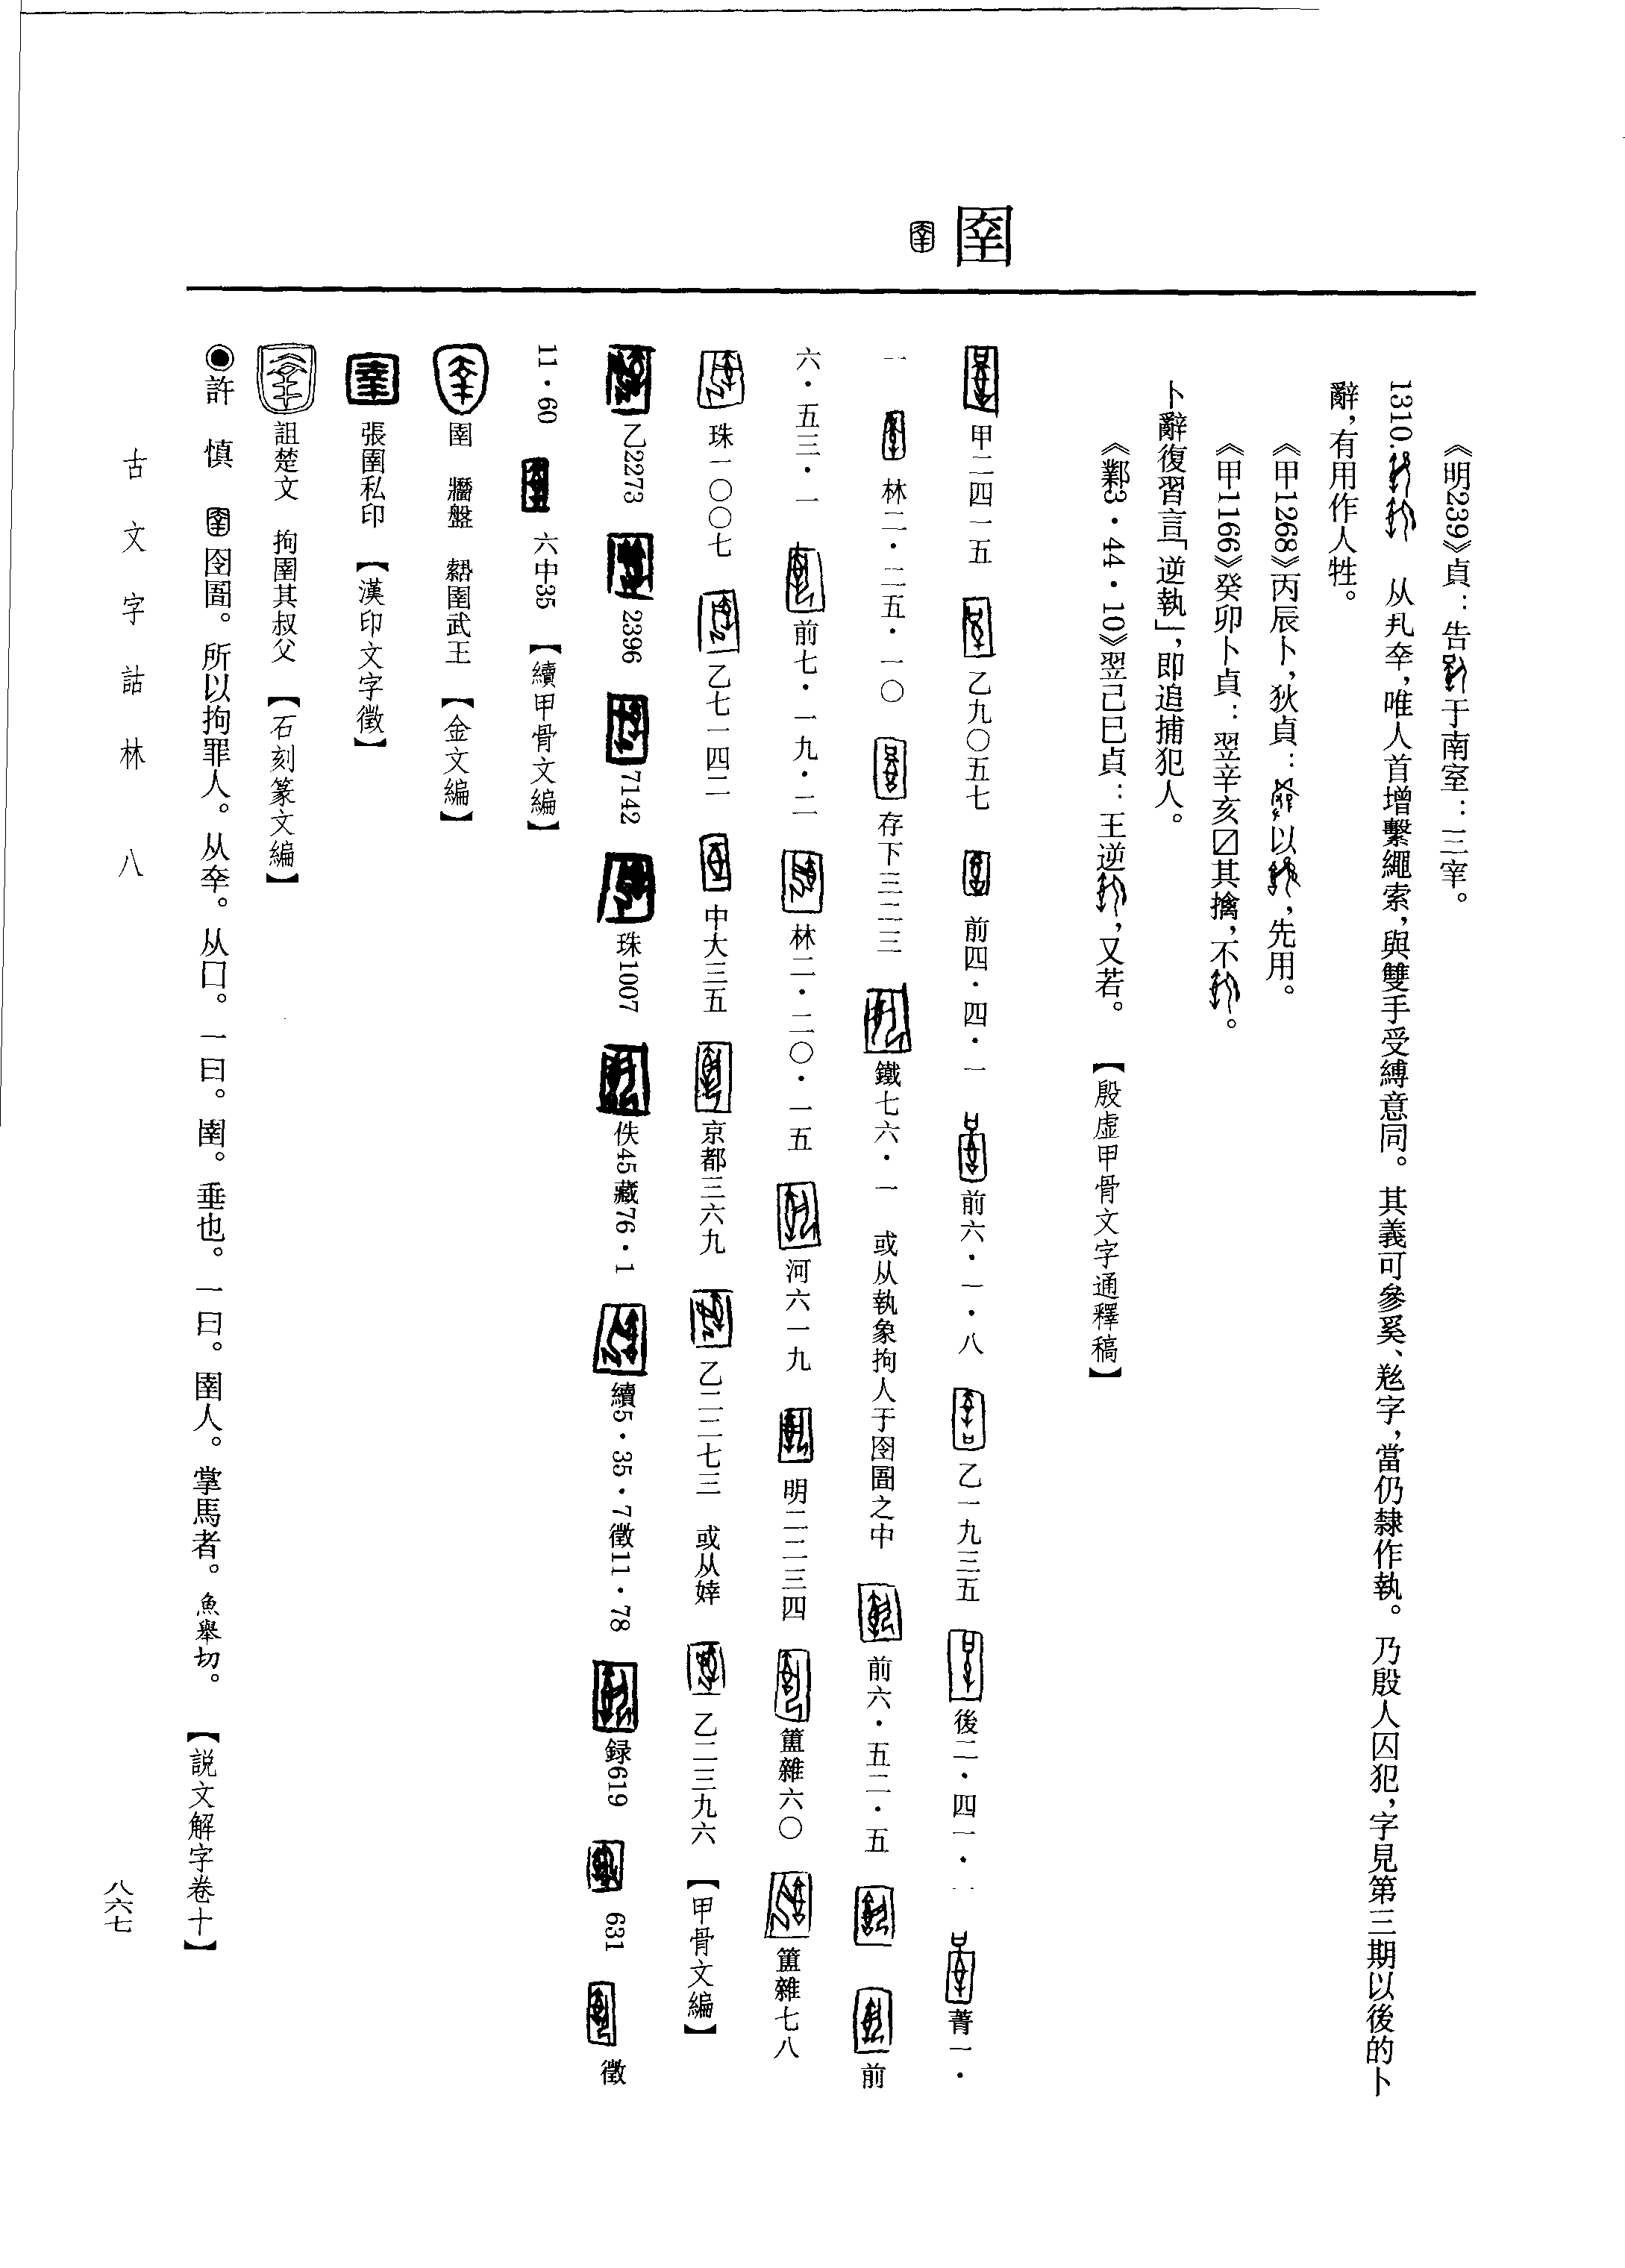 圉
《明239》貞：告于南室：三宰。
1310. 从丮㚔，唯人首增繫繩索，與雙手受縛意同。其義可參奚、字，當仍隸作執。乃殷人囚犯，字見第三期以後的卜
辭，有用作人牲。
《甲1268》丙辰卜，狄貞：以，先用。
《甲1166》癸卯卜貞：翌辛亥☑其擒，不。
卜辭復習言「逆執」，即追捕犯人。
《鄴3·44·10》翌己巳貞：王逆，又若。 【殷虛甲骨文字通釋稿】
甲二四一五 乙九〇五七 前四·四·一 前六·一·八 乙一九三五 後二·四一·一 菁一·
一 林二·二五·一〇 存下三二三 鐵七六·一 或从執象拘人于囹圄之中 前六·五二·五 前
六·五三·一 前七·一九·二 林二·二〇·一五 河六一九 明二二三四 簠雜六〇 簠雜七八
珠一〇〇七 乙七一四二 中大三五 京都三六九 乙二二七三 或从婞 乙二三九六 【甲骨文編】
乙2273 2396 7142 珠1007 佚45藏76·1 續5·35·7徵11·78 録619 631 徵
11·60 六中35 【續甲骨文編】
圉 牆盤 圉武王 【金文編】
張圉私印 【漢印文字徵】
詛楚文 拘圉其叔父 【石刻篆文編】
◉許 慎 圉囹圄。所以拘罪人。从㚔。从囗。一曰。圉。垂也。一曰。圉人。掌馬者。魚舉切。 【説文解字卷十】
古文字詁林 八
八六七